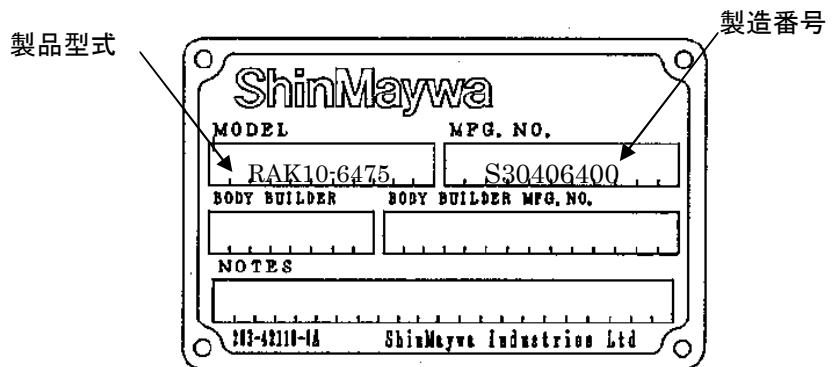 製造番号
製品型式
ShinMaywa
MODEL MFG. NO.
RAK10-6475 S30406400
BODY BUILDER BODY BUILDER MFG. NO.
NOTES
ShinMaywa Industries Ltd